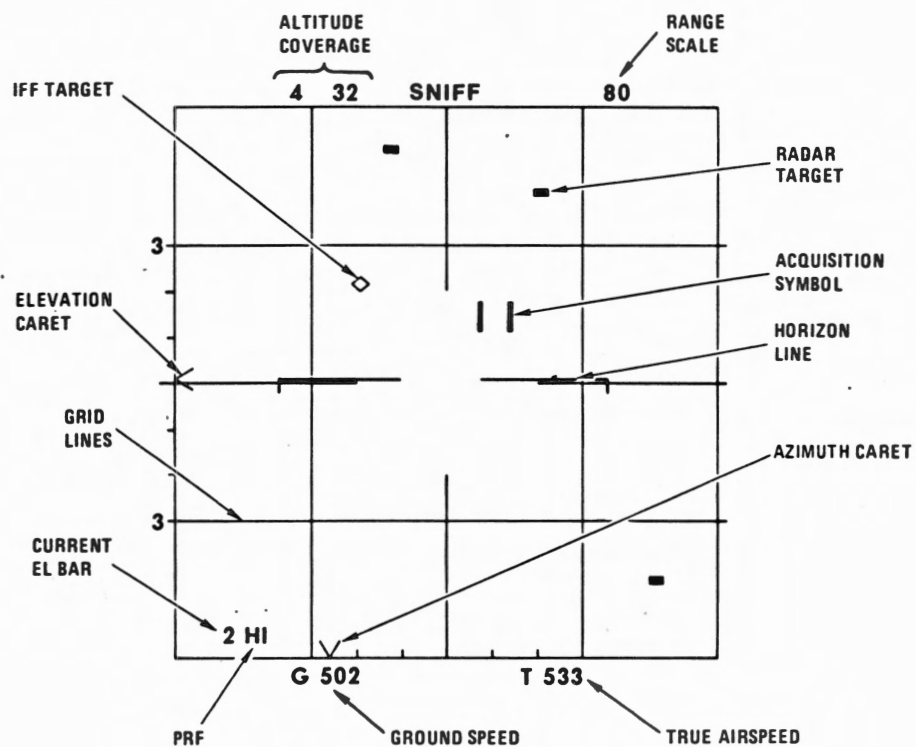 ALTITUDE
COVERAGE
RANGE
SCALE
IFF TARGET
4 32 SNIFF 80
RADAR
TARGET
3
ACQUISITION
SYMBOL
ELEVATION
CARET
HORIZON
LINE
GRID
LINES
AZIMUTH CARET
3
CURRENT
EL BAR
2 HI
G 502 T 533
PRF
GROUND SPEED
TRUE AIRSPEED